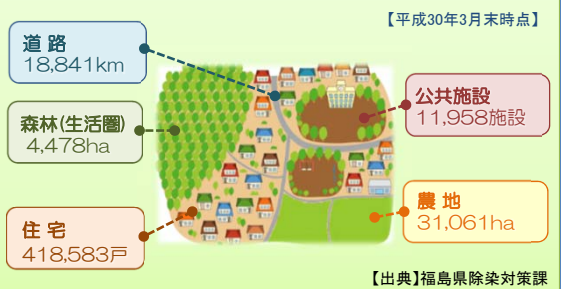 【平成30年3月末時点】
道 路
18,841km
公共施設
11,958施設
森林(生活圏)
4,478ha
農 地
31,061ha
住 宅
418,583戸
【出典】福島県除染対策課